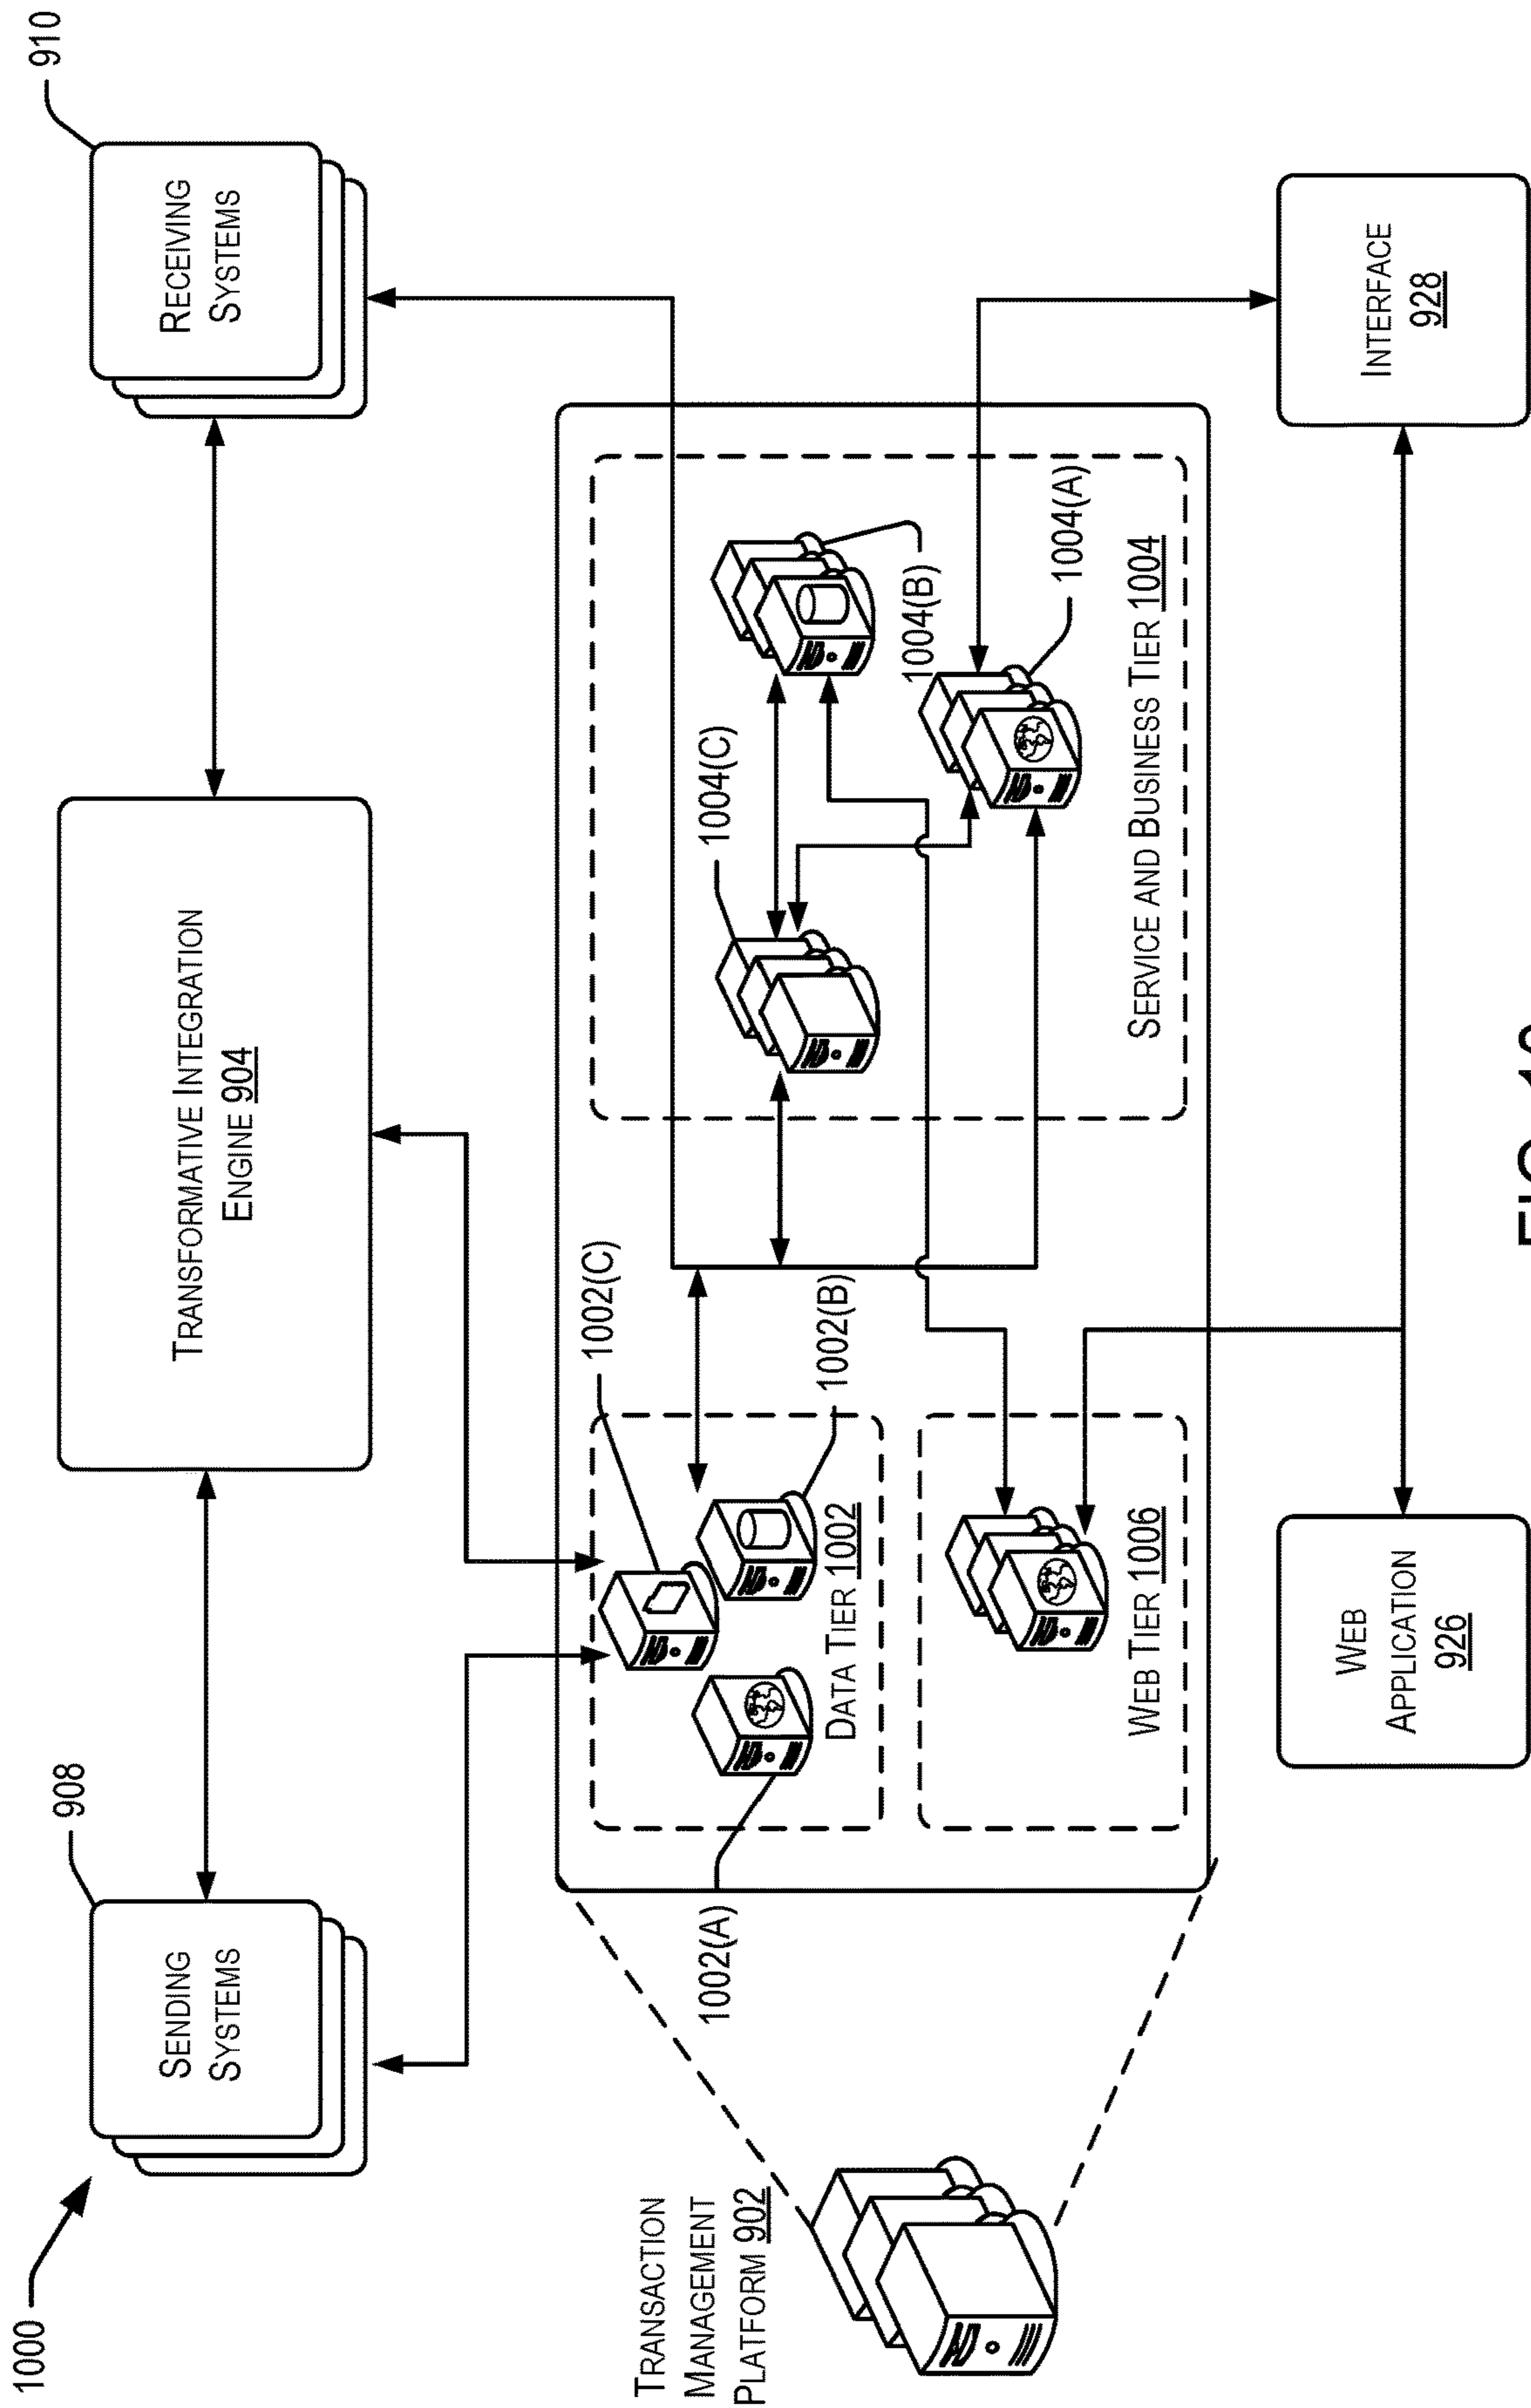 1000
908
SENDING
SYSTEMS
TRANSFORMATIVE INTEGRATION
ENGINE 904
910
RECEIVING
SYSTEMS
TRANSACTION
MANAGEMENT
PLATFORM 902
1002(A)
1002(C)
1002(B)
DATA TIER 1002
WEB TIER 1006
1004(C)
1004(B)
1004(A)
SERVICE AND BUSINESS TIER 1004
WEB
APPLICATION
926
INTERFACE
928